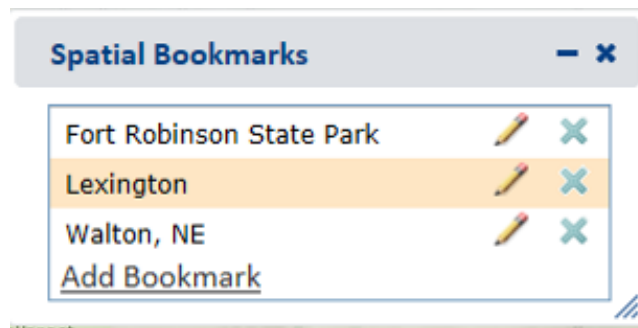 Spatial Bookmarks
Fort Robinson State Park
Lexington
Walton, NE
Add Bookmark